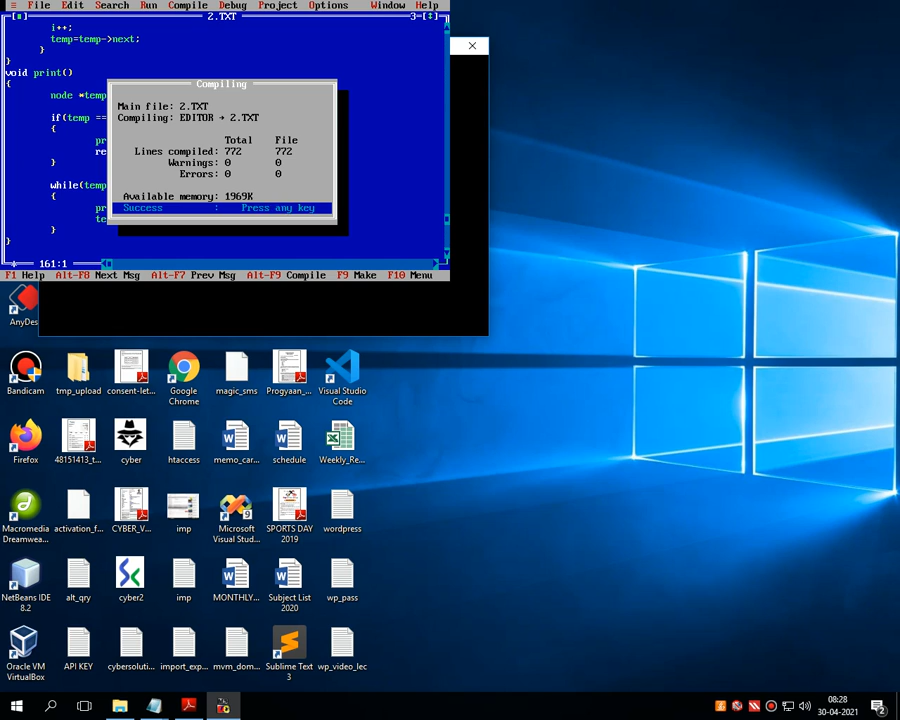 ≡ File Edit Search Run Compile Debug Project Options Window Help
[■] 2.TXT 3=[↕]
i++;
temp=temp->next;
}
}
void print()
{
node *temp
if(temp ==
{
pr
re
}
while(temp
{
pr
te
}
}
Compiling
Main file: 2.TXT
Compiling: EDITOR → 2.TXT
Total File
Lines compiled: 772 772
Warnings: 0 0
Errors: 0 0
Available memory: 1969K
Success : Press any key
161:1
F1 Help Alt-F8 Next Msg Alt-F7 Prev Msg Alt-F9 Compile F9 Make F10 Menu
AnyDes
Bandicam tmp_upload consent-let... Google Chrome magic_sms Progyaan_... Visual Studio Code
Firefox 48151413_t... cyber htaccess memo_car... schedule Weekly_Re...
Macromedia Dreamwea... activation_f... CYBER_V... imp Microsoft Visual Studi... SPORTS DAY 2019 wordpress
NetBeans IDE 8.2 alt_qry cyber2 imp MONTHLY... Subject List 2020 wp_pass
Oracle VM VirtualBox API KEY cybersoluti... import_exp... mvm_dom... Sublime Text 3 wp_video_lec
08:28
30-04-2021
2